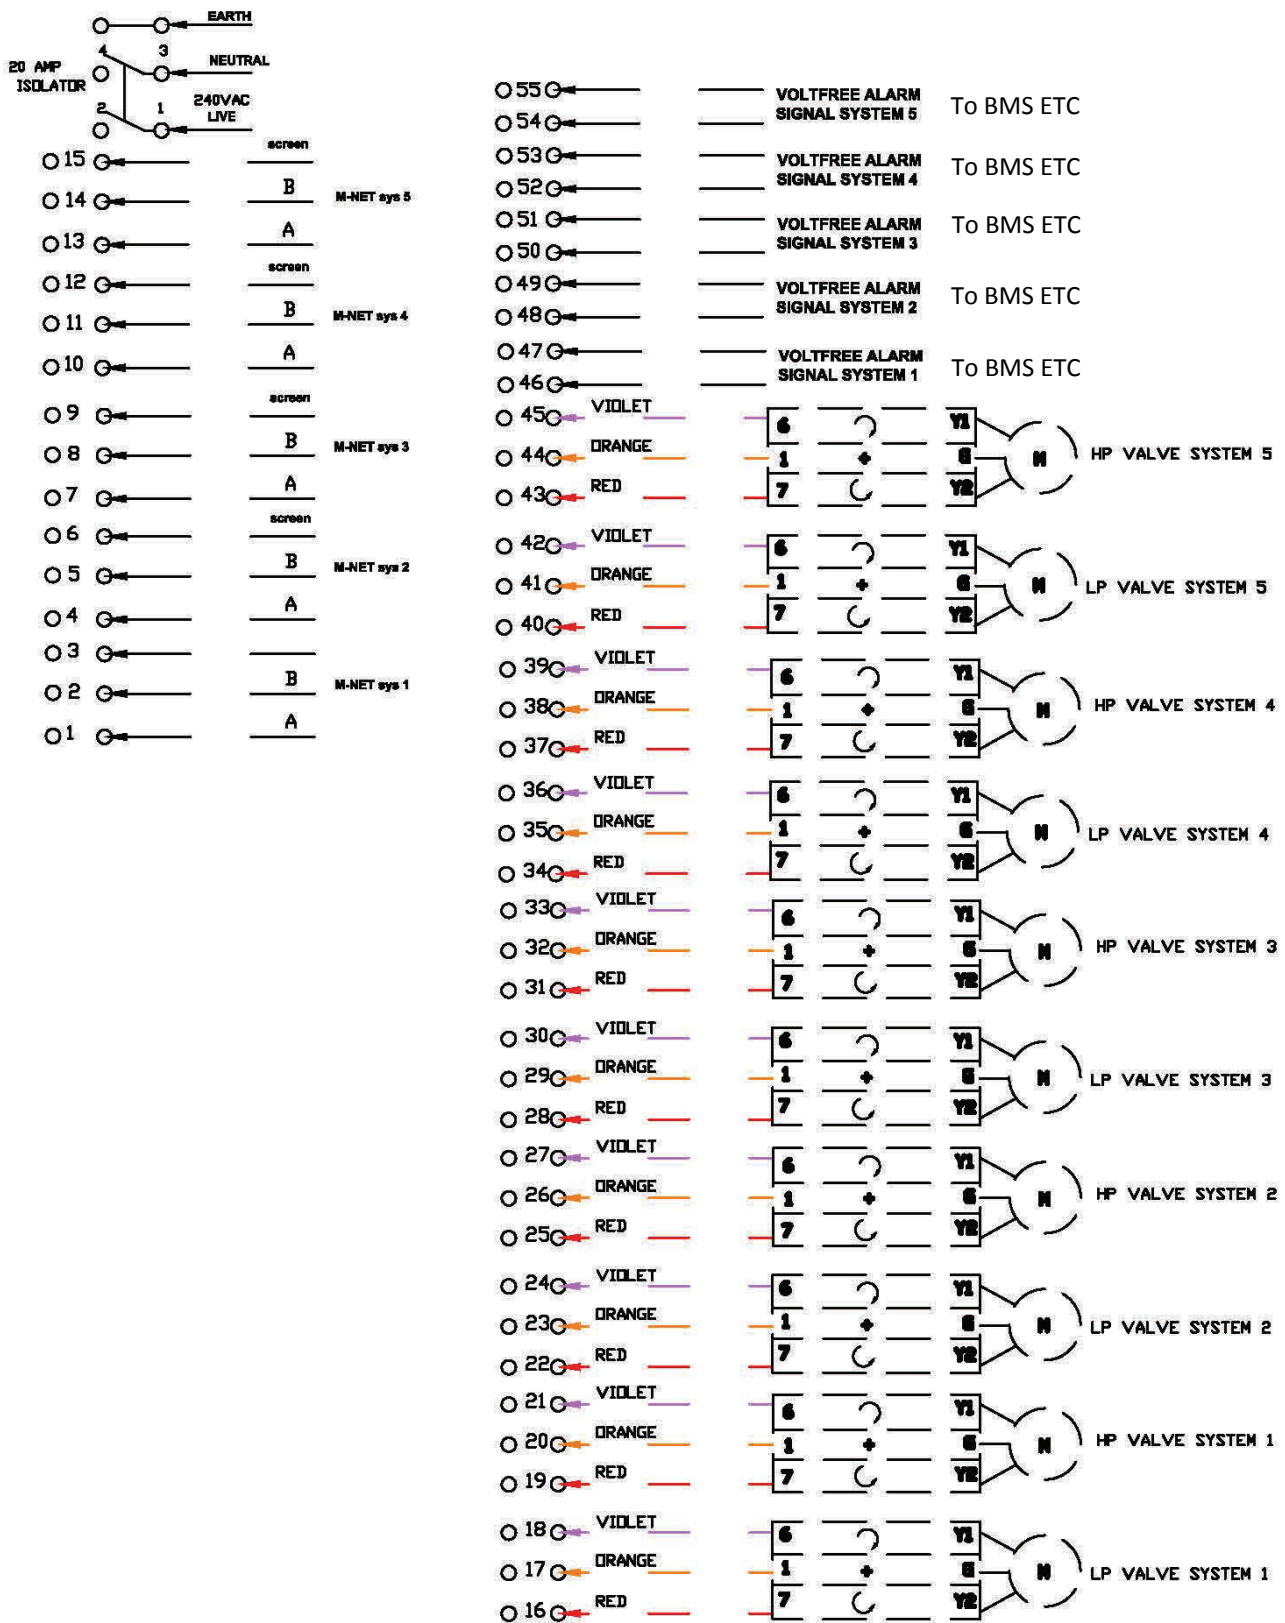 EARTH
4 3
20 AMP NEUTRAL
ISOLATOR
240VAC
2 1 LIVE
15 screen
14 B M-NET sys 5
13 A
12 screen
11 B M-NET sys 4
10 A
9 screen
8 B M-NET sys 3
7 A
6 screen
5 B M-NET sys 2
4 A
3
2 B M-NET sys 1
1 A
55 VOLTFREE ALARM
54 SIGNAL SYSTEM 5 To BMS ETC
53 VOLTFREE ALARM
52 SIGNAL SYSTEM 4 To BMS ETC
51 VOLTFREE ALARM
50 SIGNAL SYSTEM 3 To BMS ETC
49 VOLTFREE ALARM
48 SIGNAL SYSTEM 2 To BMS ETC
47 VOLTFREE ALARM
46 SIGNAL SYSTEM 1 To BMS ETC
45 VIOLET 6 Y1
44 ORANGE 1 G M HP VALVE SYSTEM 5
43 RED 7 Y2
42 VIOLET 6 Y1
41 ORANGE 1 G M LP VALVE SYSTEM 5
40 RED 7 Y2
39 VIOLET 6 Y1
38 ORANGE 1 G M HP VALVE SYSTEM 4
37 RED 7 Y2
36 VIOLET 6 Y1
35 ORANGE 1 G M LP VALVE SYSTEM 4
34 RED 7 Y2
33 VIOLET 6 Y1
32 ORANGE 1 G M HP VALVE SYSTEM 3
31 RED 7 Y2
30 VIOLET 6 Y1
29 ORANGE 1 G M LP VALVE SYSTEM 3
28 RED 7 Y2
27 VIOLET 6 Y1
26 ORANGE 1 G M HP VALVE SYSTEM 2
25 RED 7 Y2
24 VIOLET 6 Y1
23 ORANGE 1 G M LP VALVE SYSTEM 2
22 RED 7 Y2
21 VIOLET 6 Y1
20 ORANGE 1 G M HP VALVE SYSTEM 1
19 RED 7 Y2
18 VIOLET 6 Y1
17 ORANGE 1 G M LP VALVE SYSTEM 1
16 RED 7 Y2